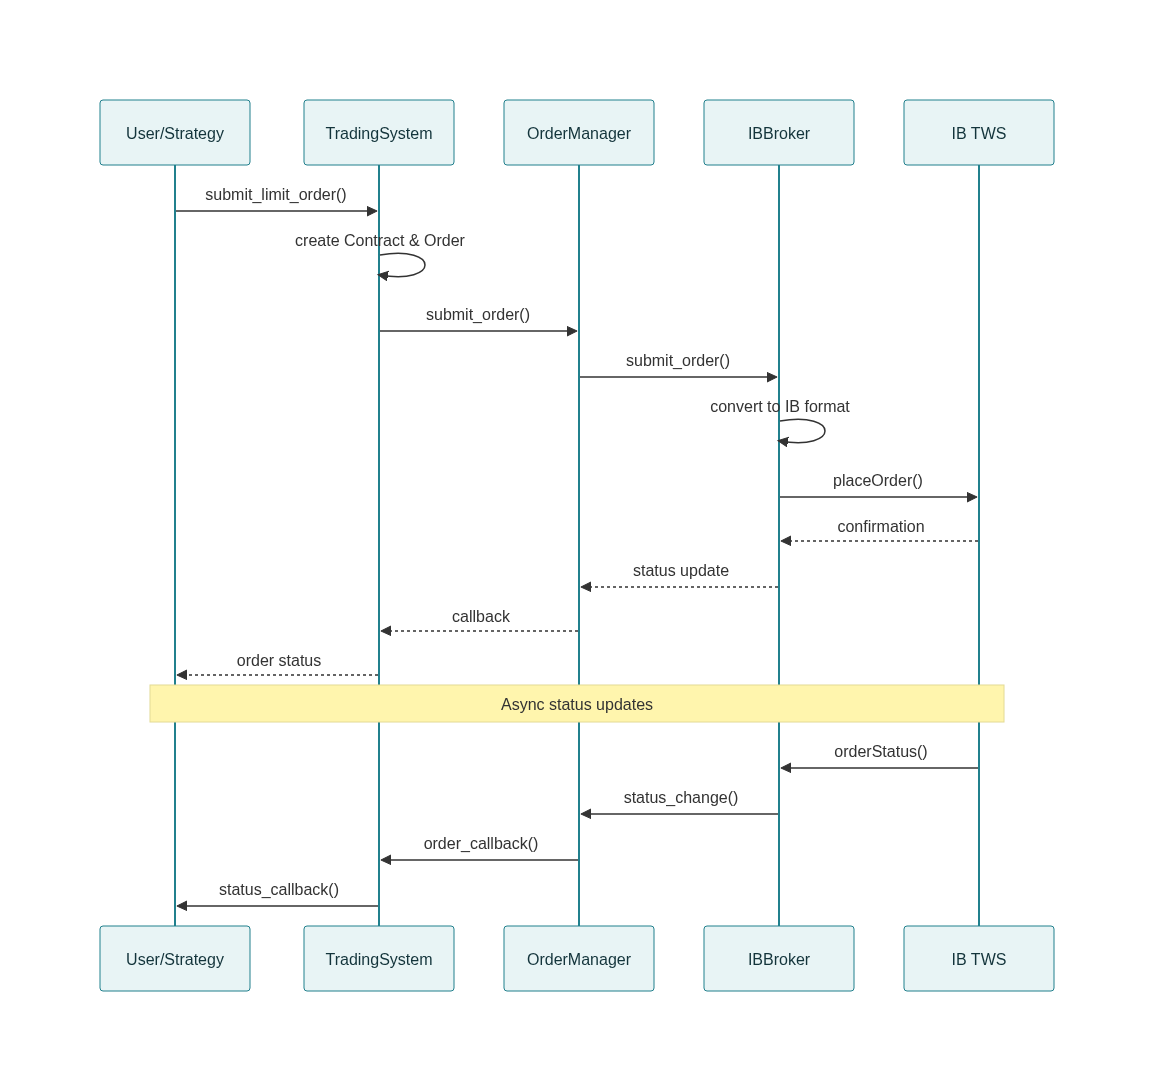 User/Strategy
TradingSystem
OrderManager
IBBroker
IB TWS
submit_limit_order()
create Contract & Order
submit_order()
submit_order()
convert to IB format
placeOrder()
confirmation
status update
callback
order status
Async status updates
orderStatus()
status_change()
order_callback()
status_callback()
User/Strategy
TradingSystem
OrderManager
IBBroker
IB TWS